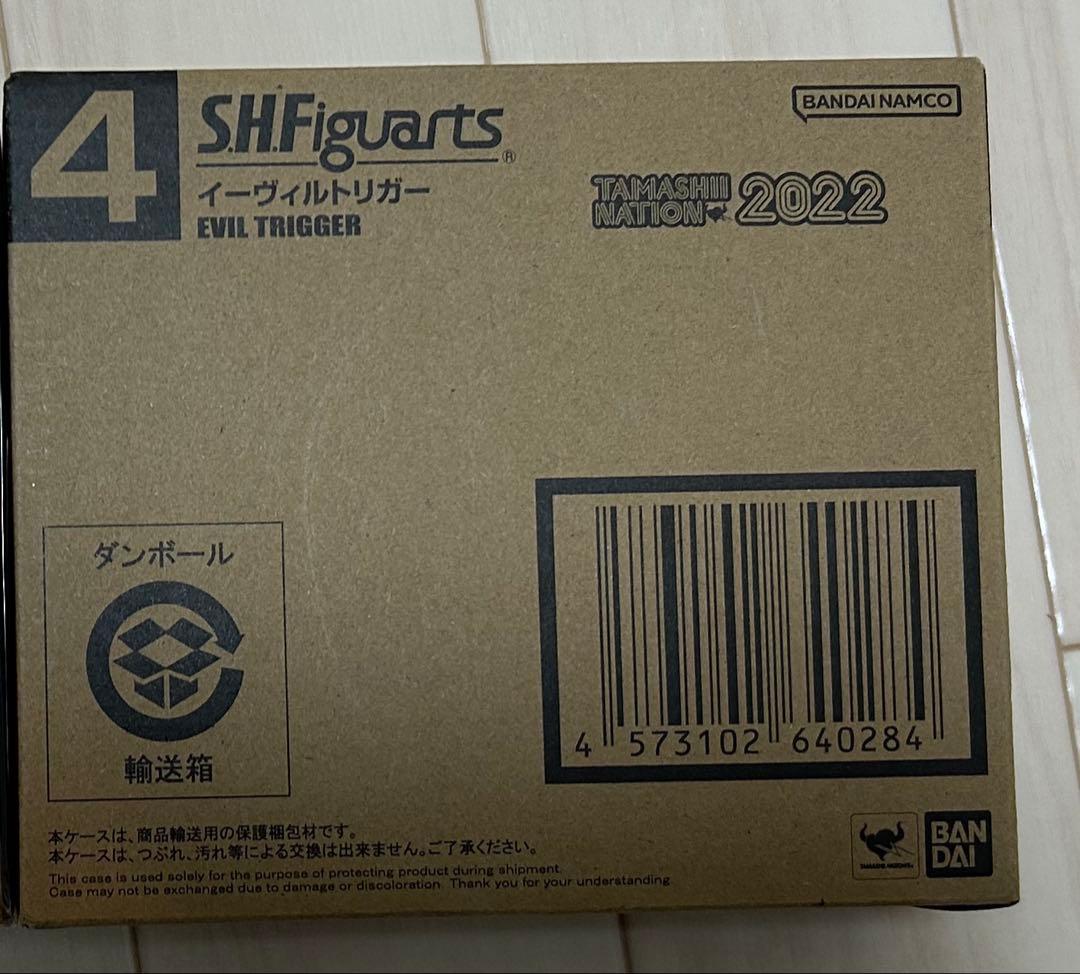 4
S.H.Figuarts®
イーヴィルトリガー
EVIL TRIGGER
BANDAI NAMCO
TAMASHII
NATION 2022
ダンボール
輸送箱
4 573102 640284
本ケースは、商品輸送用の保護梱包材です。
本ケースは、つぶれ、汚れ等による交換は出来ません。ご了承ください。
This case is used solely for the purpose of protecting product during shipment.
Case may not be exchanged due to damage or discoloration. Thank you for your understanding.
TAMASHII NATIONS
BAN
DAI